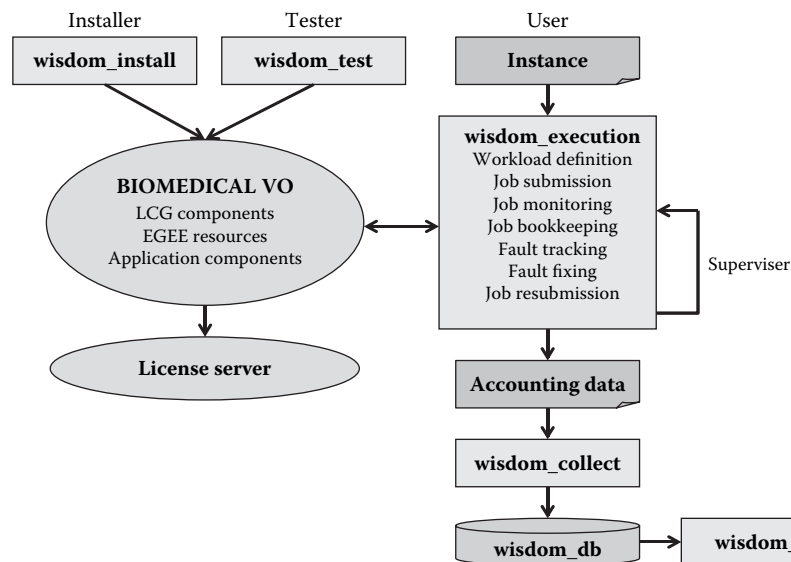 Installer
Tester
User
wisdom_install
wisdom_test
Instance
BIOMEDICAL VO
LCG components
EGEE resources
Application components
wisdom_execution
Workload definition
Job submission
Job monitoring
Job bookkeeping
Fault tracking
Fault fixing
Job resubmission
Superviser
License server
Accounting data
wisdom_collect
wisdom_db
wisdom_